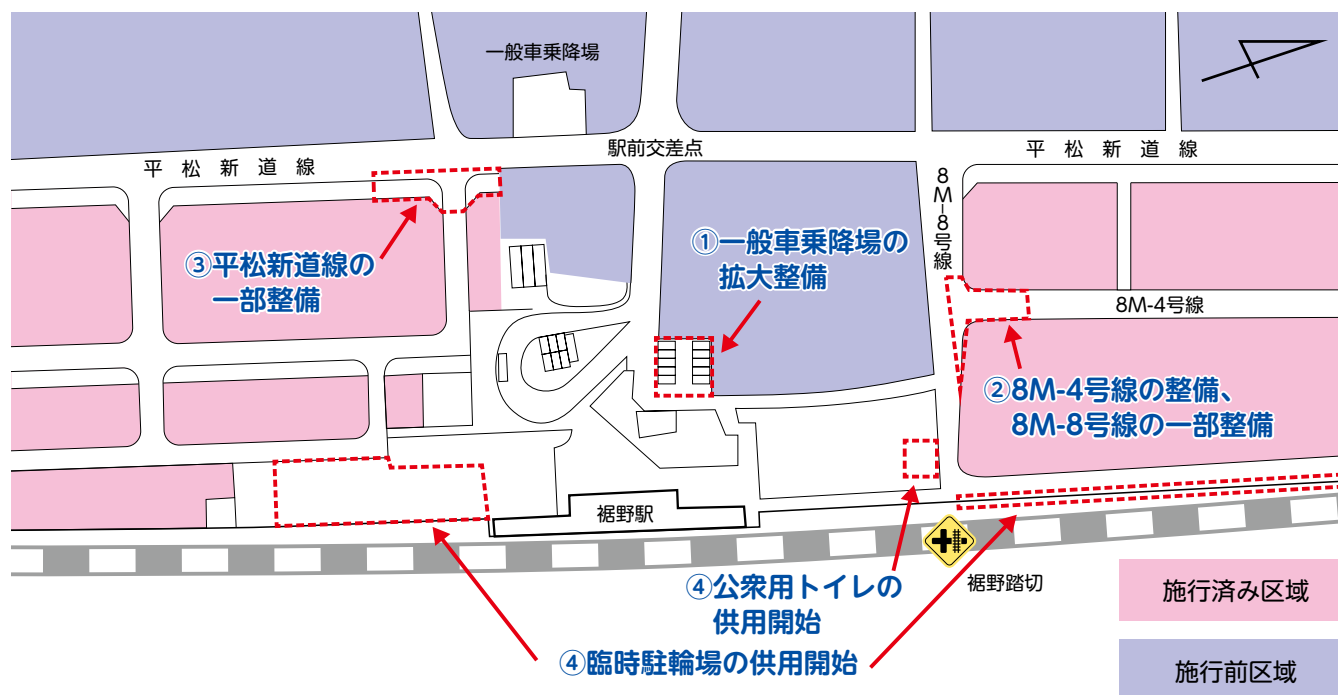 一般車乗降場
駅前交差点
平松新道線
平松新道線
8M-8号線
①一般車乗降場の
拡大整備
③平松新道線の
一部整備
8M-4号線
②8M-4号線の整備、
8M-8号線の一部整備
裾野駅
裾野踏切
④公衆用トイレの
供用開始
④臨時駐輪場の供用開始
施行済み区域
施行前区域